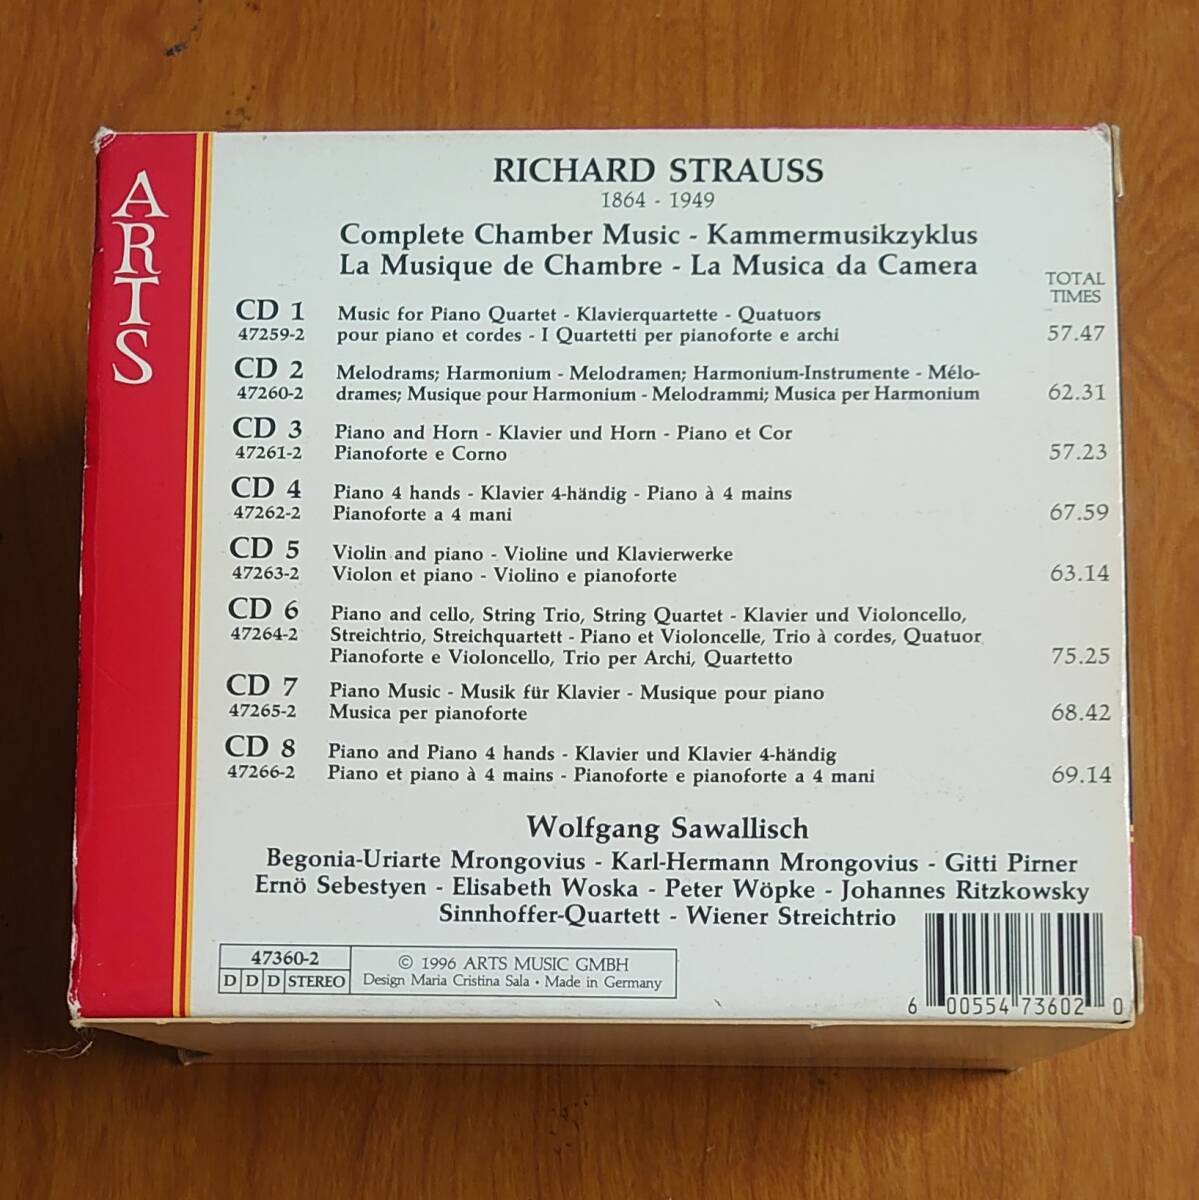 ARTS
RICHARD STRAUSS
1864 - 1949
Complete Chamber Music - Kammermusikzyklus
La Musique de Chambre - La Musica da Camera
TOTAL
TIMES
CD 1 Music for Piano Quartet - Klavierquartette - Quatuors
47259-2 pour piano et cordes - I Quartetti per pianoforte e archi 57.47
CD 2 Melodrams; Harmonium - Melodramen; Harmonium-Instrumente - Mélo-
47260-2 drames; Musique pour Harmonium - Melodrammi; Musica per Harmonium 62.31
CD 3 Piano and Horn - Klavier und Horn - Piano et Cor
47261-2 Pianoforte e Corno 57.23
CD 4 Piano 4 hands - Klavier 4-händig - Piano à 4 mains
47262-2 Pianoforte a 4 mani 67.59
CD 5 Violin and piano - Violine und Klavierwerke
47263-2 Violon et piano - Violino e pianoforte 63.14
CD 6 Piano and cello, String Trio, String Quartet - Klavier und Violoncello,
47264-2 Streichtrio, Streichquartett - Piano et Violoncelle, Trio à cordes, Quatuor
Pianoforte e Violoncello, Trio per Archi, Quartetto 75.25
CD 7 Piano Music - Musik für Klavier - Musique pour piano
47265-2 Musica per pianoforte 68.42
CD 8 Piano and Piano 4 hands - Klavier und Klavier 4-händig
47266-2 Piano et piano à 4 mains - Pianoforte e pianoforte a 4 mani 69.14
Wolfgang Sawallisch
Begonia-Uriarte Mrongovius - Karl-Hermann Mrongovius - Gitti Pirner
Ernö Sebestyen - Elisabeth Woska - Peter Wöpke - Johannes Ritzkowsky
Sinnhoffer-Quartett - Wiener Streichtrio
47360-2
D D D STEREO
© 1996 ARTS MUSIC GMBH
Design Maria Cristina Sala • Made in Germany
6 00554 73602 0